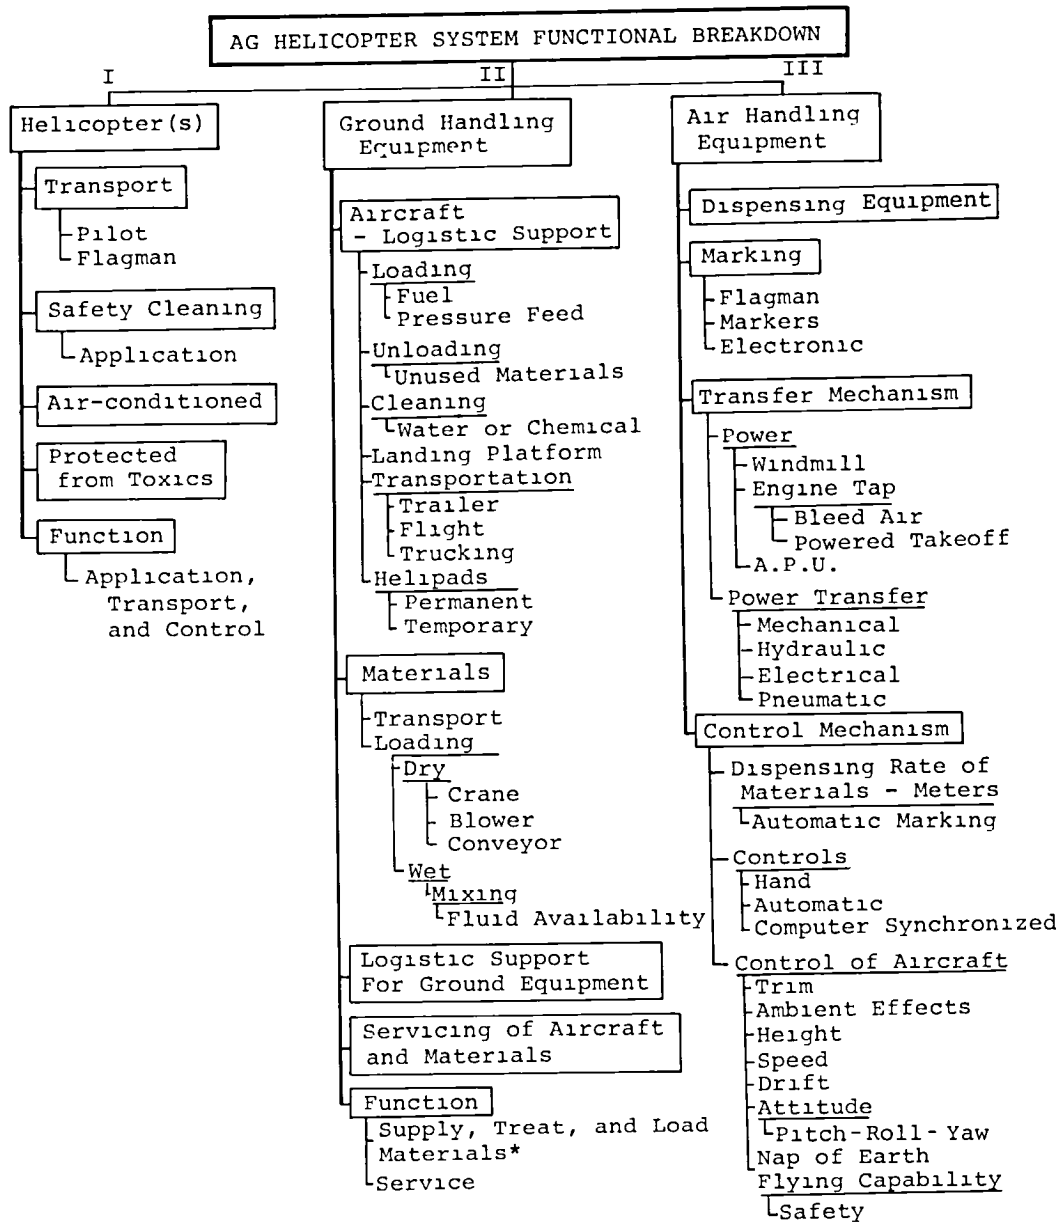 AG HELICOPTER SYSTEM FUNCTIONAL BREAKDOWN
I
Helicopter(s)
Transport
Pilot
Flagman
Safety Cleaning
Application
Air-conditioned
Protected
from Toxics
Function
Application,
Transport,
and Control
II
Ground Handling
Equipment
Aircraft
- Logistic Support
Loading
Fuel
Pressure Feed
Unloading
Unused Materials
Cleaning
Water or Chemical
Landing Platform
Transportation
Trailer
Flight
Trucking
Helipads
Permanent
Temporary
Materials
Transport
Loading
Dry
Crane
Blower
Conveyor
Wet
Mixing
Fluid Availability
Logistic Support
For Ground Equipment
Servicing of Aircraft
and Materials
Function
Supply, Treat, and Load
Materials*
Service
III
Air Handling
Equipment
Dispensing Equipment
Marking
Flagman
Markers
Electronic
Transfer Mechanism
Power
Windmill
Engine Tap
Bleed Air
Powered Takeoff
A.P.U.
Power Transfer
Mechanical
Hydraulic
Electrical
Pneumatic
Control Mechanism
Dispensing Rate of
Materials - Meters
Automatic Marking
Controls
Hand
Automatic
Computer Synchronized
Control of Aircraft
Trim
Ambient Effects
Height
Speed
Drift
Attitude
Pitch-Roll-Yaw
Nap of Earth
Flying Capability
Safety